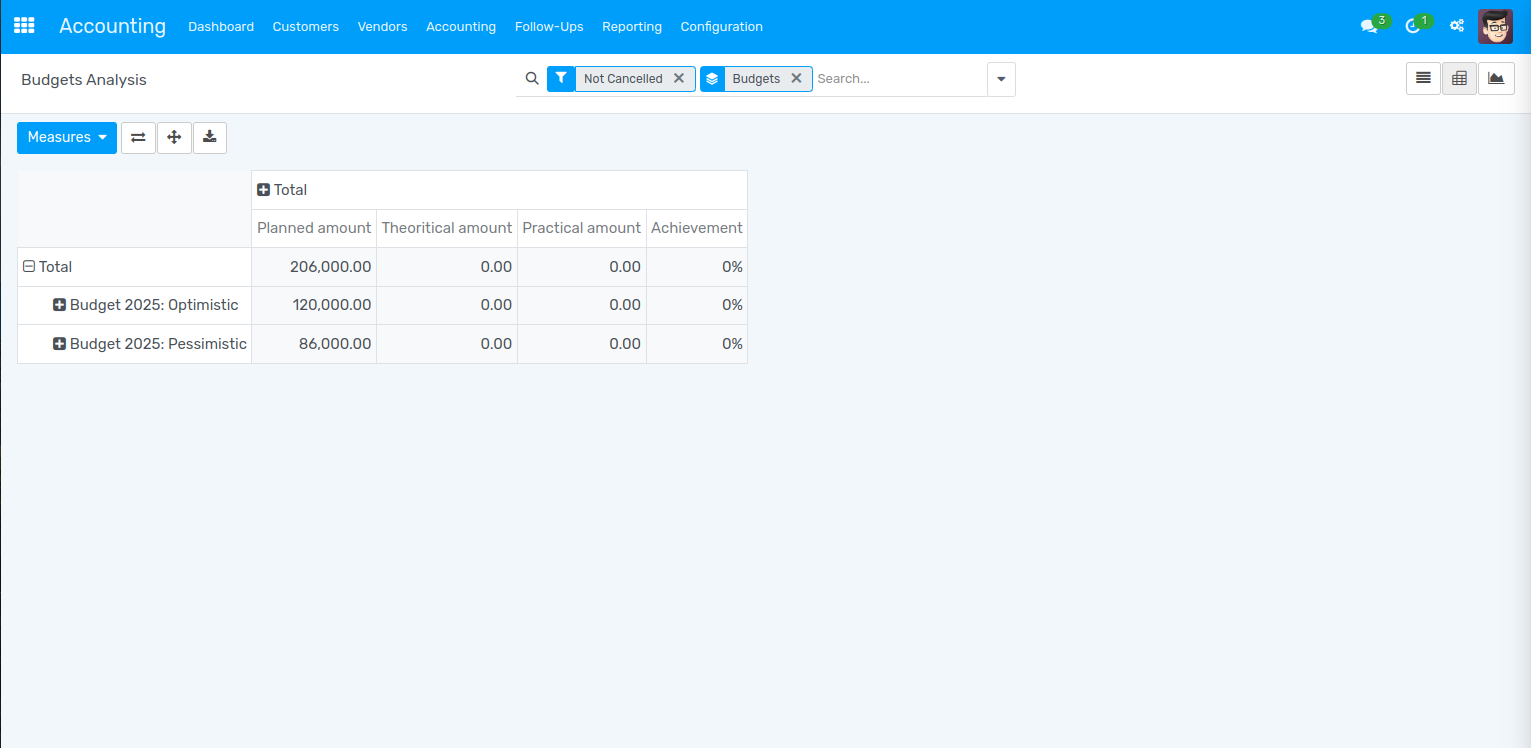 Accounting Dashboard Customers Vendors Accounting Follow-Ups Reporting Configuration 3 1
Budgets Analysis Not Cancelled Budgets Search...
Measures
Total
Planned amount Theoritical amount Practical amount Achievement
Total 206,000.00 0.00 0.00 0%
Budget 2025: Optimistic 120,000.00 0.00 0.00 0%
Budget 2025: Pessimistic 86,000.00 0.00 0.00 0%